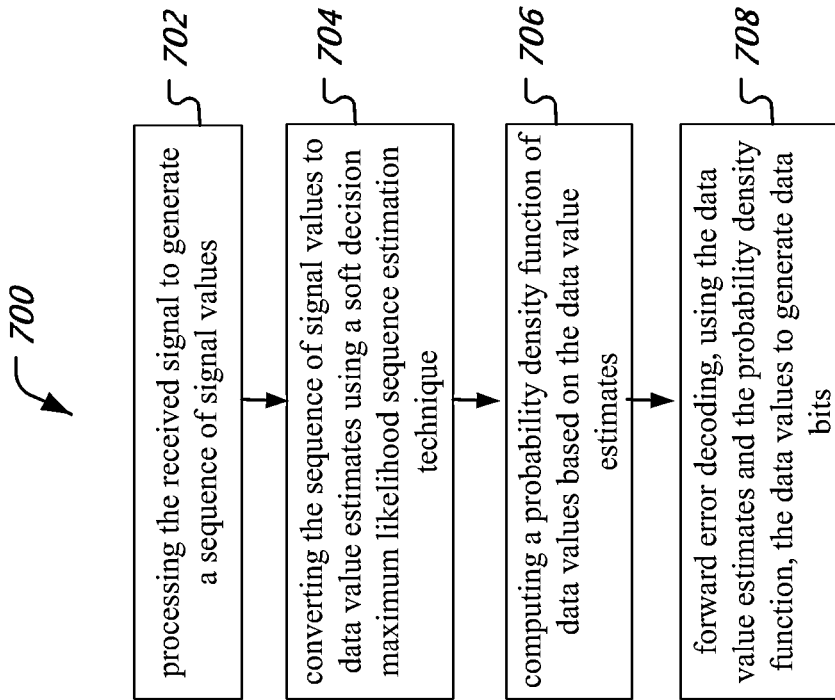 700
processing the received signal to generate
a sequence of signal values
702
converting the sequence of signal values to
data value estimates using a soft decision
maximum likelihood sequence estimation
technique
704
computing a probability density function of
data values based on the data value
estimates
706
forward error decoding, using the data
value estimates and the probability density
function, the data values to generate data
bits
708